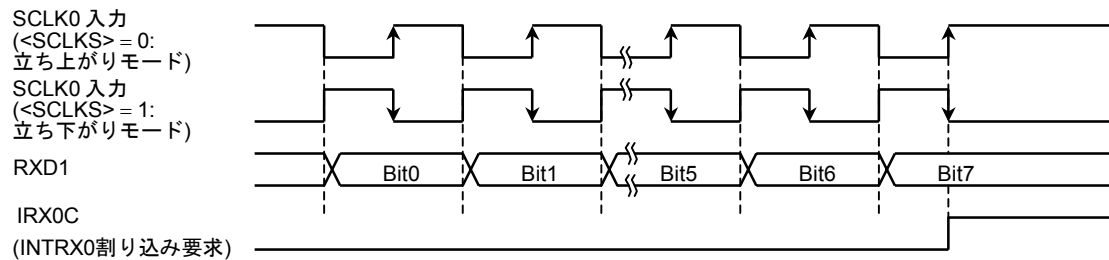 SCLK0 入力
(<SCLKS> = 0:
立ち上がりモード)
SCLK0 入力
(<SCLKS> = 1:
立ち下がりモード)
RXD1
Bit0
Bit1
Bit5
Bit6
Bit7
IRX0C
(INTRX0割り込み要求)